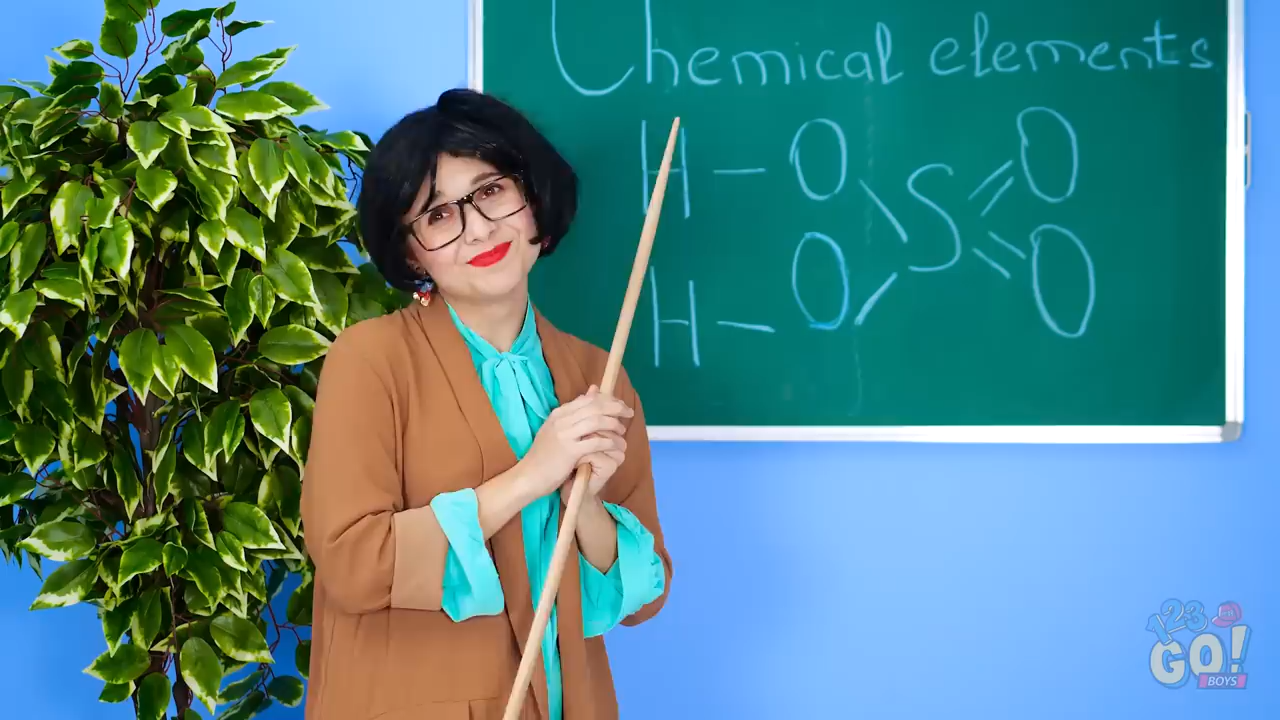 Chemical elements
H — O S = O
H — O = O
123
GO!
BOYS